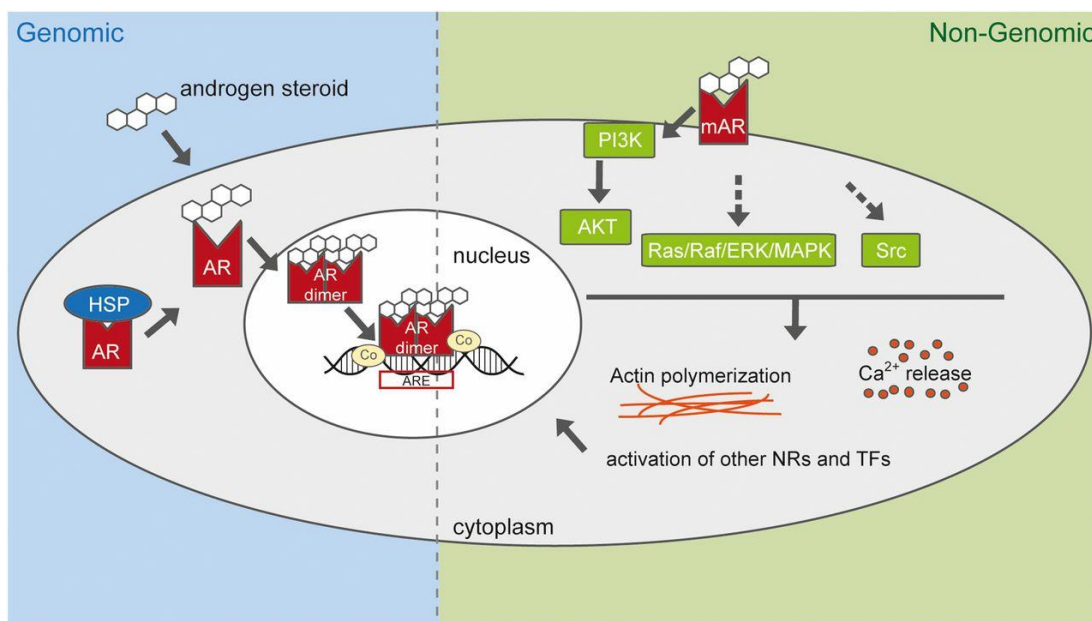 Genomic
Non-Genomic
androgen steroid
mAR
PI3K
AKT
Ras/Raf/ERK/MAPK
Src
AR
nucleus
AR
dimer
HSP
AR
AR
dimer
Co
Co
ARE
Actin polymerization
Ca²⁺ release
activation of other NRs and TFs
cytoplasm